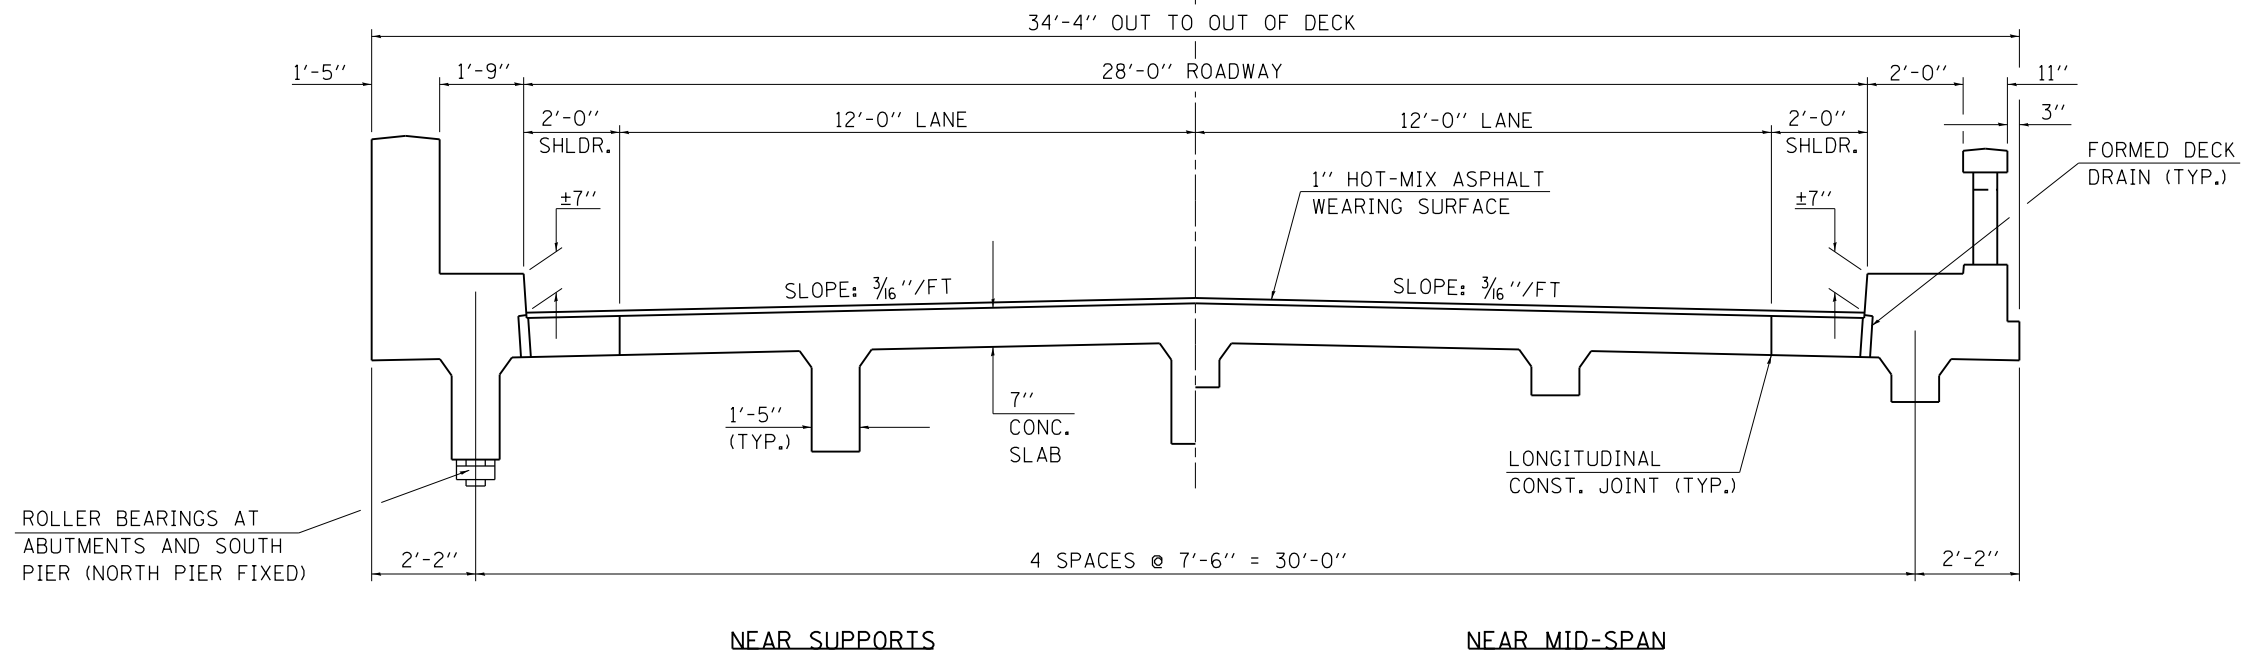 34'-4" OUT TO OUT OF DECK
1'-5"
1'-9"
28'-0" ROADWAY
2'-0"
11"
3"
2'-0"
SHLDR.
12'-0" LANE
12'-0" LANE
2'-0"
SHLDR.
FORMED DECK
DRAIN (TYP.)
1" HOT-MIX ASPHALT
WEARING SURFACE
±7"
±7"
SLOPE: 3/16"/FT
SLOPE: 3/16"/FT
1'-5"
(TYP.)
7"
CONC.
SLAB
LONGITUDINAL
CONST. JOINT (TYP.)
ROLLER BEARINGS AT
ABUTMENTS AND SOUTH
PIER (NORTH PIER FIXED)
2'-2"
4 SPACES @ 7'-6" = 30'-0"
2'-2"
NEAR SUPPORTS
NEAR MID-SPAN